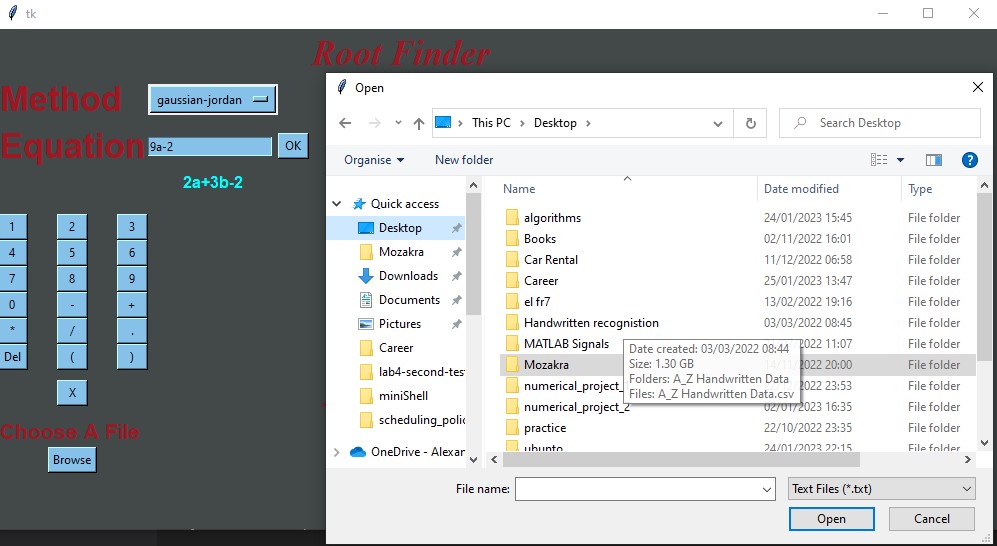 tk
Root Finder
Method
gaussian-jordan
Equation
9a-2
OK
2a+3b-2
1 2 3
4 5 6
7 8 9
0 - +
* / .
Del ( )
X
Choose A File
Browse
Open
This PC > Desktop >
Search Desktop
Organise
New folder
Quick access
Desktop
Mozakra
Downloads
Documents
Pictures
Career
lab4-second-tes
miniShell
scheduling_polic
OneDrive - Alexan
Name Date modified Type
algorithms 24/01/2023 15:45 File folder
Books 02/11/2022 16:01 File folder
Car Rental 11/12/2022 06:58 File folder
Career 25/01/2023 13:47 File folder
el fr7 13/02/2022 19:16 File folder
Handwritten recognistion 03/03/2022 08:45 File folder
MATLAB Signals 11:07 File folder
Mozakra 20:00 File folder
numerical_project_ 23:53 File folder
numerical_project_2 16:35 File folder
practice 22/10/2022 23:35 File folder
ubuntu 24/01/2023 22:15 File folder
Date created: 03/03/2022 08:44
Size: 1.30 GB
Folders: A_Z Handwritten Data
Files: A_Z Handwritten Data.csv
File name:
Text Files (*.txt)
Open
Cancel